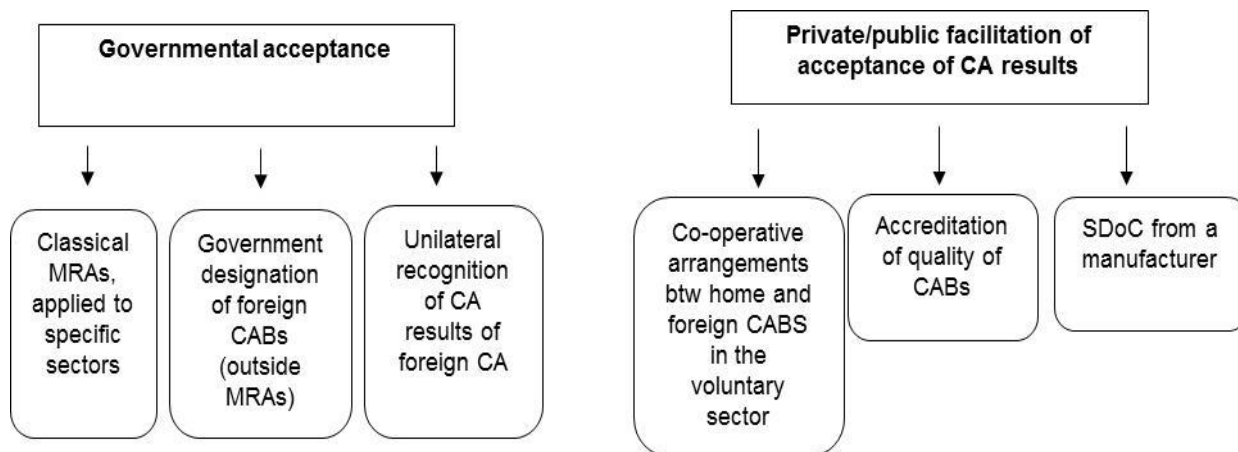 Governmental acceptance
Private/public facilitation of
acceptance of CA results
Classical
MRAs,
applied to
specific
sectors
Government
designation
of foreign
CABs
(outside
MRAs)
Unilateral
recognition
of CA
results of
foreign CA
Co-operative
arrangements
btw home and
foreign CABS
in the
voluntary
sector
Accreditation
of quality of
CABs
SDoC from a
manufacturer